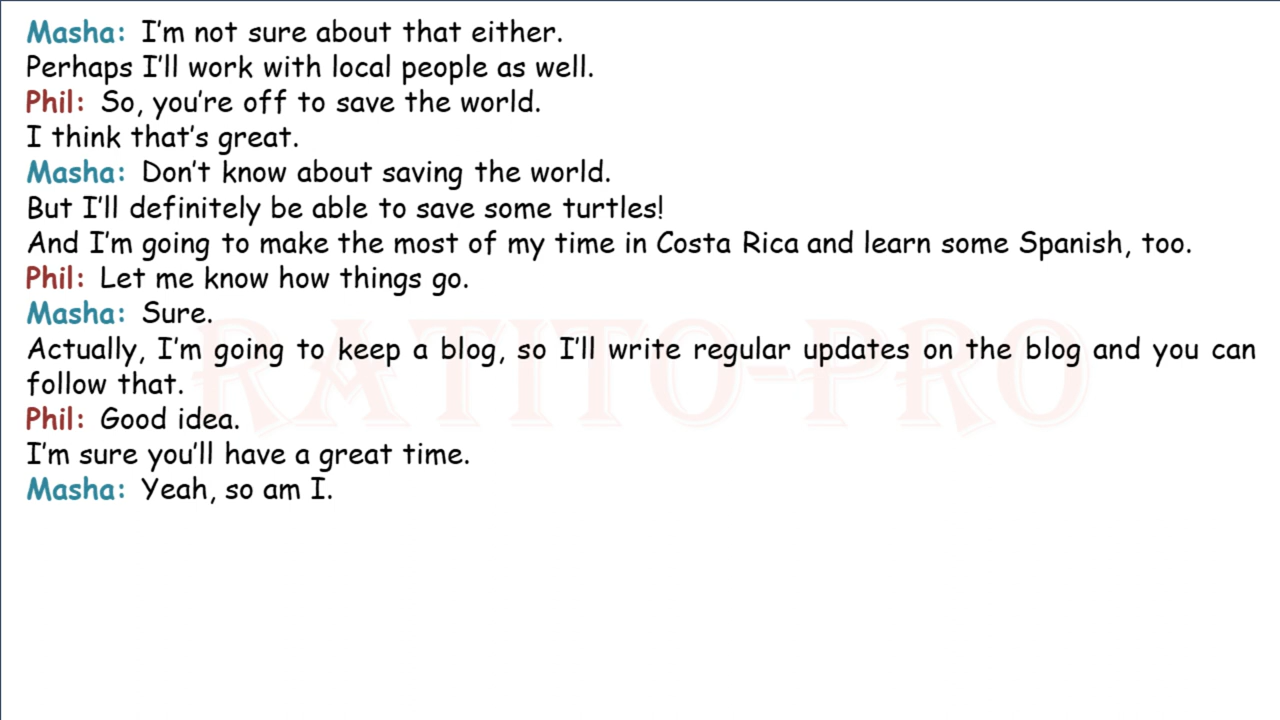 Masha: I'm not sure about that either.
Perhaps I'll work with local people as well.
Phil: So, you're off to save the world.
I think that's great.
Masha: Don't know about saving the world.
But I'll definitely be able to save some turtles!
And I'm going to make the most of my time in Costa Rica and learn some Spanish, too.
Phil: Let me know how things go.
Masha: Sure.
Actually, I'm going to keep a blog, so I'll write regular updates on the blog and you can
follow that.
Phil: Good idea.
I'm sure you'll have a great time.
Masha: Yeah, so am I.
RATITO-PRO